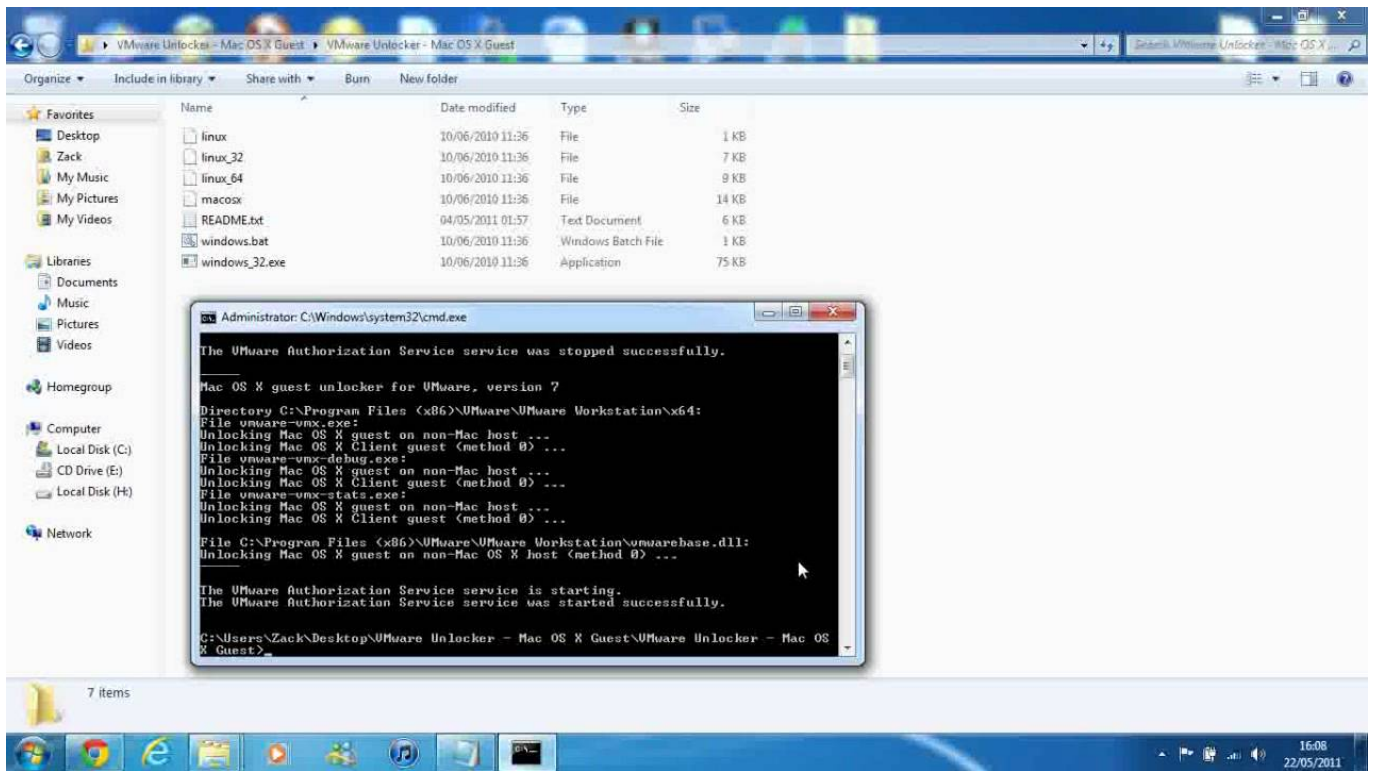 VMware Unlocker - Mac OS X Guest ▸ VMware Unlocker - Mac OS X Guest
Search VMware Unlocker - Mac OS X ...
Organize Include in library Share with Burn New folder
Name Date modified Type Size
Favorites
Desktop
Zack
My Music
My Pictures
My Videos
Libraries
Documents
Music
Pictures
Videos
Homegroup
Computer
Local Disk (C:)
CD Drive (E:)
Local Disk (H:)
Network
linux 10/06/2010 11:36 File 1 KB
linux_32 10/06/2010 11:36 File 7 KB
linux_64 10/06/2010 11:36 File 9 KB
macosx 10/06/2010 11:36 File 14 KB
README.txt 04/05/2011 01:57 Text Document 6 KB
windows.bat 10/06/2010 11:36 Windows Batch File 1 KB
windows_32.exe 10/06/2010 11:36 Application 75 KB
Administrator: C:\Windows\system32\cmd.exe
The VMware Authorization Service service was stopped successfully.
Mac OS X guest unlocker for VMware, version 7
Directory C:\Program Files (x86)\VMware\VMware Workstation\x64:
File vmware-vmx.exe:
Unlocking Mac OS X guest on non-Mac host ...
Unlocking Mac OS X Client guest (method 0) ...
File vmware-vmx-debug.exe:
Unlocking Mac OS X guest on non-Mac host ...
Unlocking Mac OS X Client guest (method 0) ...
File vmware-vmx-stats.exe:
Unlocking Mac OS X guest on non-Mac host ...
Unlocking Mac OS X Client guest (method 0) ...
File C:\Program Files (x86)\VMware\VMware Workstation\vmwarebase.dll:
Unlocking Mac OS X guest on non-Mac OS X host (method 0) ...
The VMware Authorization Service service is starting.
The VMware Authorization Service service was started successfully.
C:\Users\Zack\Desktop\VMware Unlocker - Mac OS X Guest\VMware Unlocker - Mac OS
X Guest>_
7 items
16:08
22/05/2011